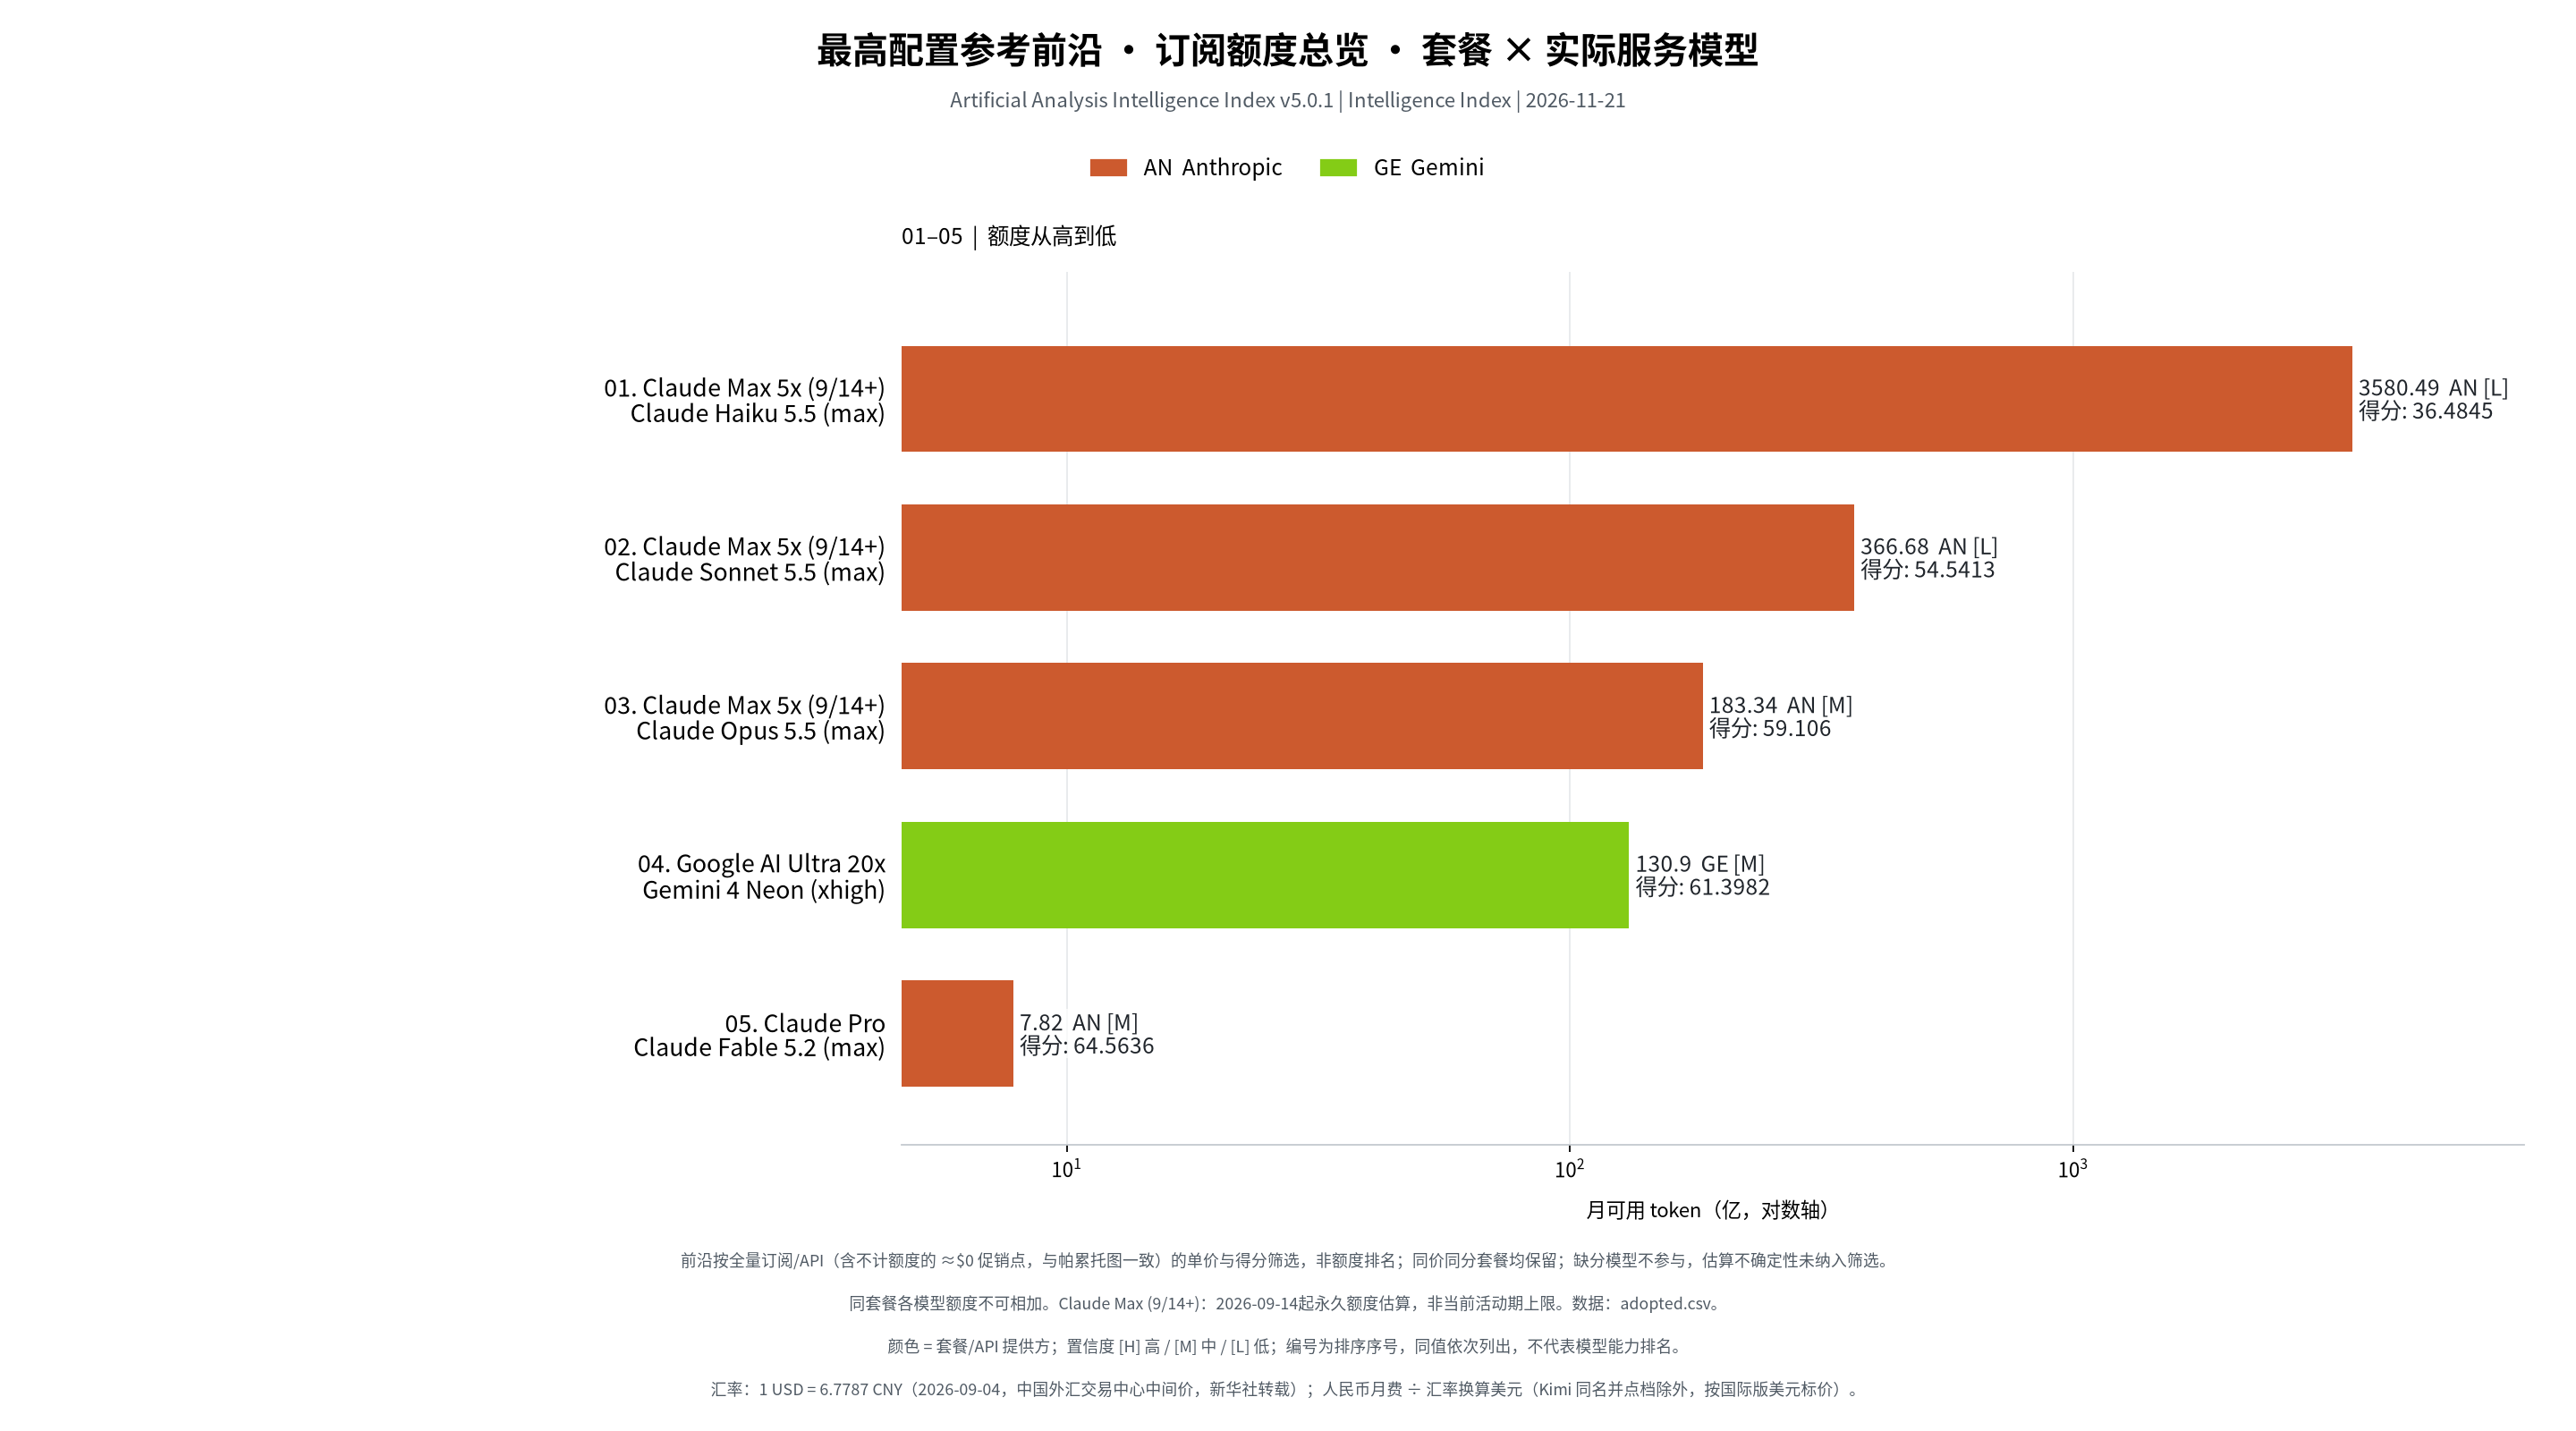 最高配置参考前沿 · 订阅额度总览 · 套餐 × 实际服务模型
Artificial Analysis Intelligence Index v5.0.1 | Intelligence Index | 2026-11-21
AN Anthropic
GE Gemini
01–05 | 额度从高到低
01. Claude Max 5x (9/14+)
Claude Haiku 5.5 (max)
3580.49 AN [L]
得分: 36.4845
02. Claude Max 5x (9/14+)
Claude Sonnet 5.5 (max)
366.68 AN [L]
得分: 54.5413
03. Claude Max 5x (9/14+)
Claude Opus 5.5 (max)
183.34 AN [M]
得分: 59.106
04. Google AI Ultra 20x
Gemini 4 Neon (xhigh)
130.9 GE [M]
得分: 61.3982
05. Claude Pro
Claude Fable 5.2 (max)
7.82 AN [M]
得分: 64.5636
10¹
10²
10³
月可用 token（亿，对数轴）
前沿按全量订阅/API（含不计额度的 ≈$0 促销点，与帕累托图一致）的单价与得分筛选，非额度排名；同价同分套餐均保留；缺分模型不参与，估算不确定性未纳入筛选。
同套餐各模型额度不可相加。Claude Max (9/14+)：2026-09-14起永久额度估算，非当前活动期上限。数据：adopted.csv。
颜色 = 套餐/API 提供方；置信度 [H] 高 / [M] 中 / [L] 低；编号为排序序号，同值依次列出，不代表模型能力排名。
汇率：1 USD = 6.7787 CNY（2026-09-04，中国外汇交易中心中间价，新华社转载）；人民币月费 ÷ 汇率换算美元（Kimi 同名并点档除外，按国际版美元标价）。